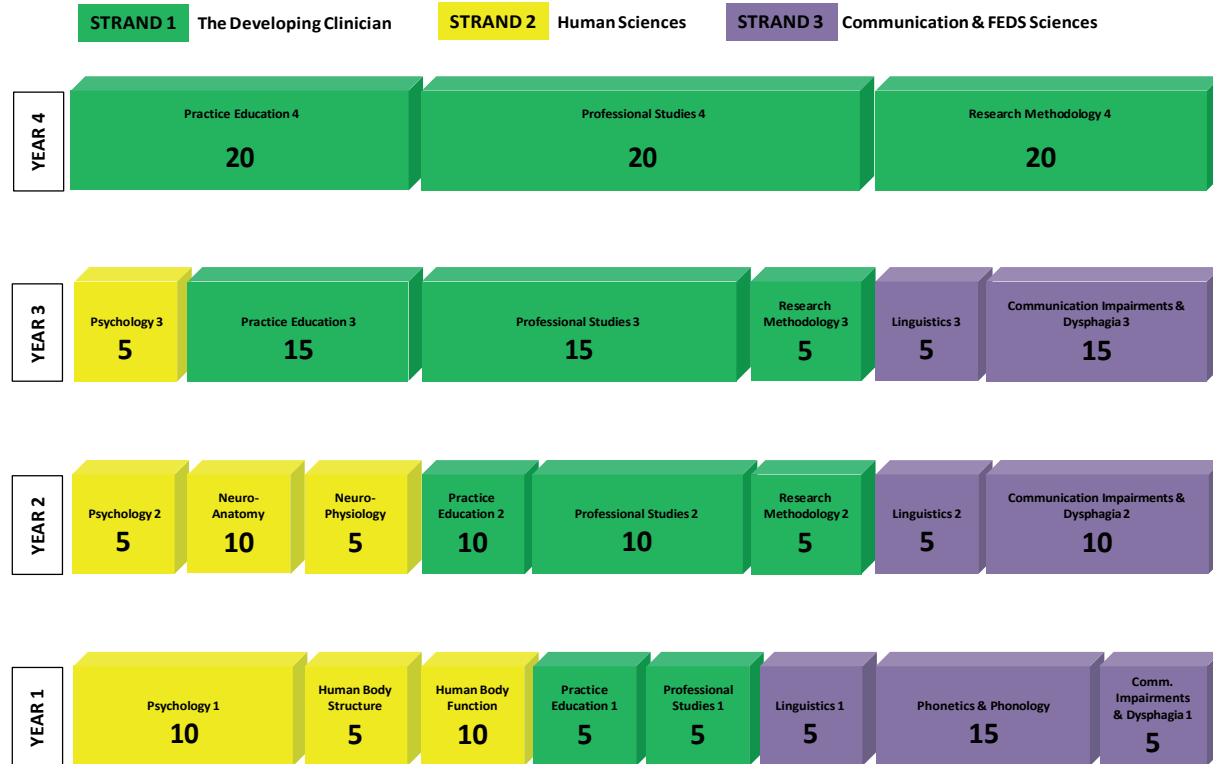 STRAND 1 The Developing Clinician STRAND 2 Human Sciences STRAND 3 Communication & FEDS Sciences
YEAR 4
Practice Education 4
20
Professional Studies 4
20
Research Methodology 4
20
YEAR 3
Psychology 3
5
Practice Education 3
15
Professional Studies 3
15
Research
Methodology 3
5
Linguistics 3
5
Communication Impairments &
Dysphagia 3
15
YEAR 2
Psychology 2
5
Neuro-
Anatomy
10
Neuro-
Physiology
5
Practice
Education 2
10
Professional Studies 2
10
Research
Methodology 2
5
Linguistics 2
5
Communication Impairments &
Dysphagia 2
10
YEAR 1
Psychology 1
10
Human Body
Structure
5
Human Body
Function
10
Practice
Education 1
5
Professional
Studies 1
5
Linguistics 1
5
Phonetics & Phonology
15
Comm.
Impairments
& Dysphagia 1
5